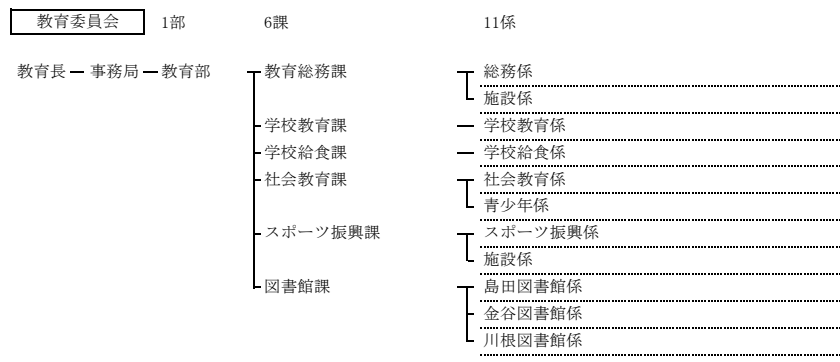 教育委員会 1部 6課 11係
教育長 事務局 教育部 教育総務課 総務係
施設係
学校教育課 学校教育係
学校給食課 学校給食係
社会教育課 社会教育係
青少年係
スポーツ振興課 スポーツ振興係
施設係
図書館課 島田図書館係
金谷図書館係
川根図書館係